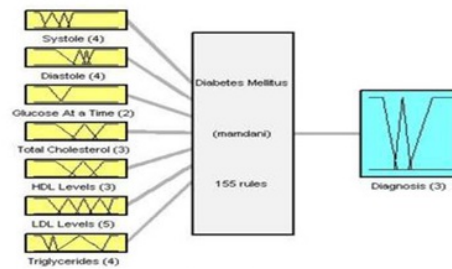 Systole (4)
Diastole (4)
Glucose At a Time (2)
Total Cholesterol (3)
HDL Levels (3)
LDL Levels (5)
Triglycerides (4)
Diabetes Mellitus
(mamdani)
155 rules
Diagnosis (3)